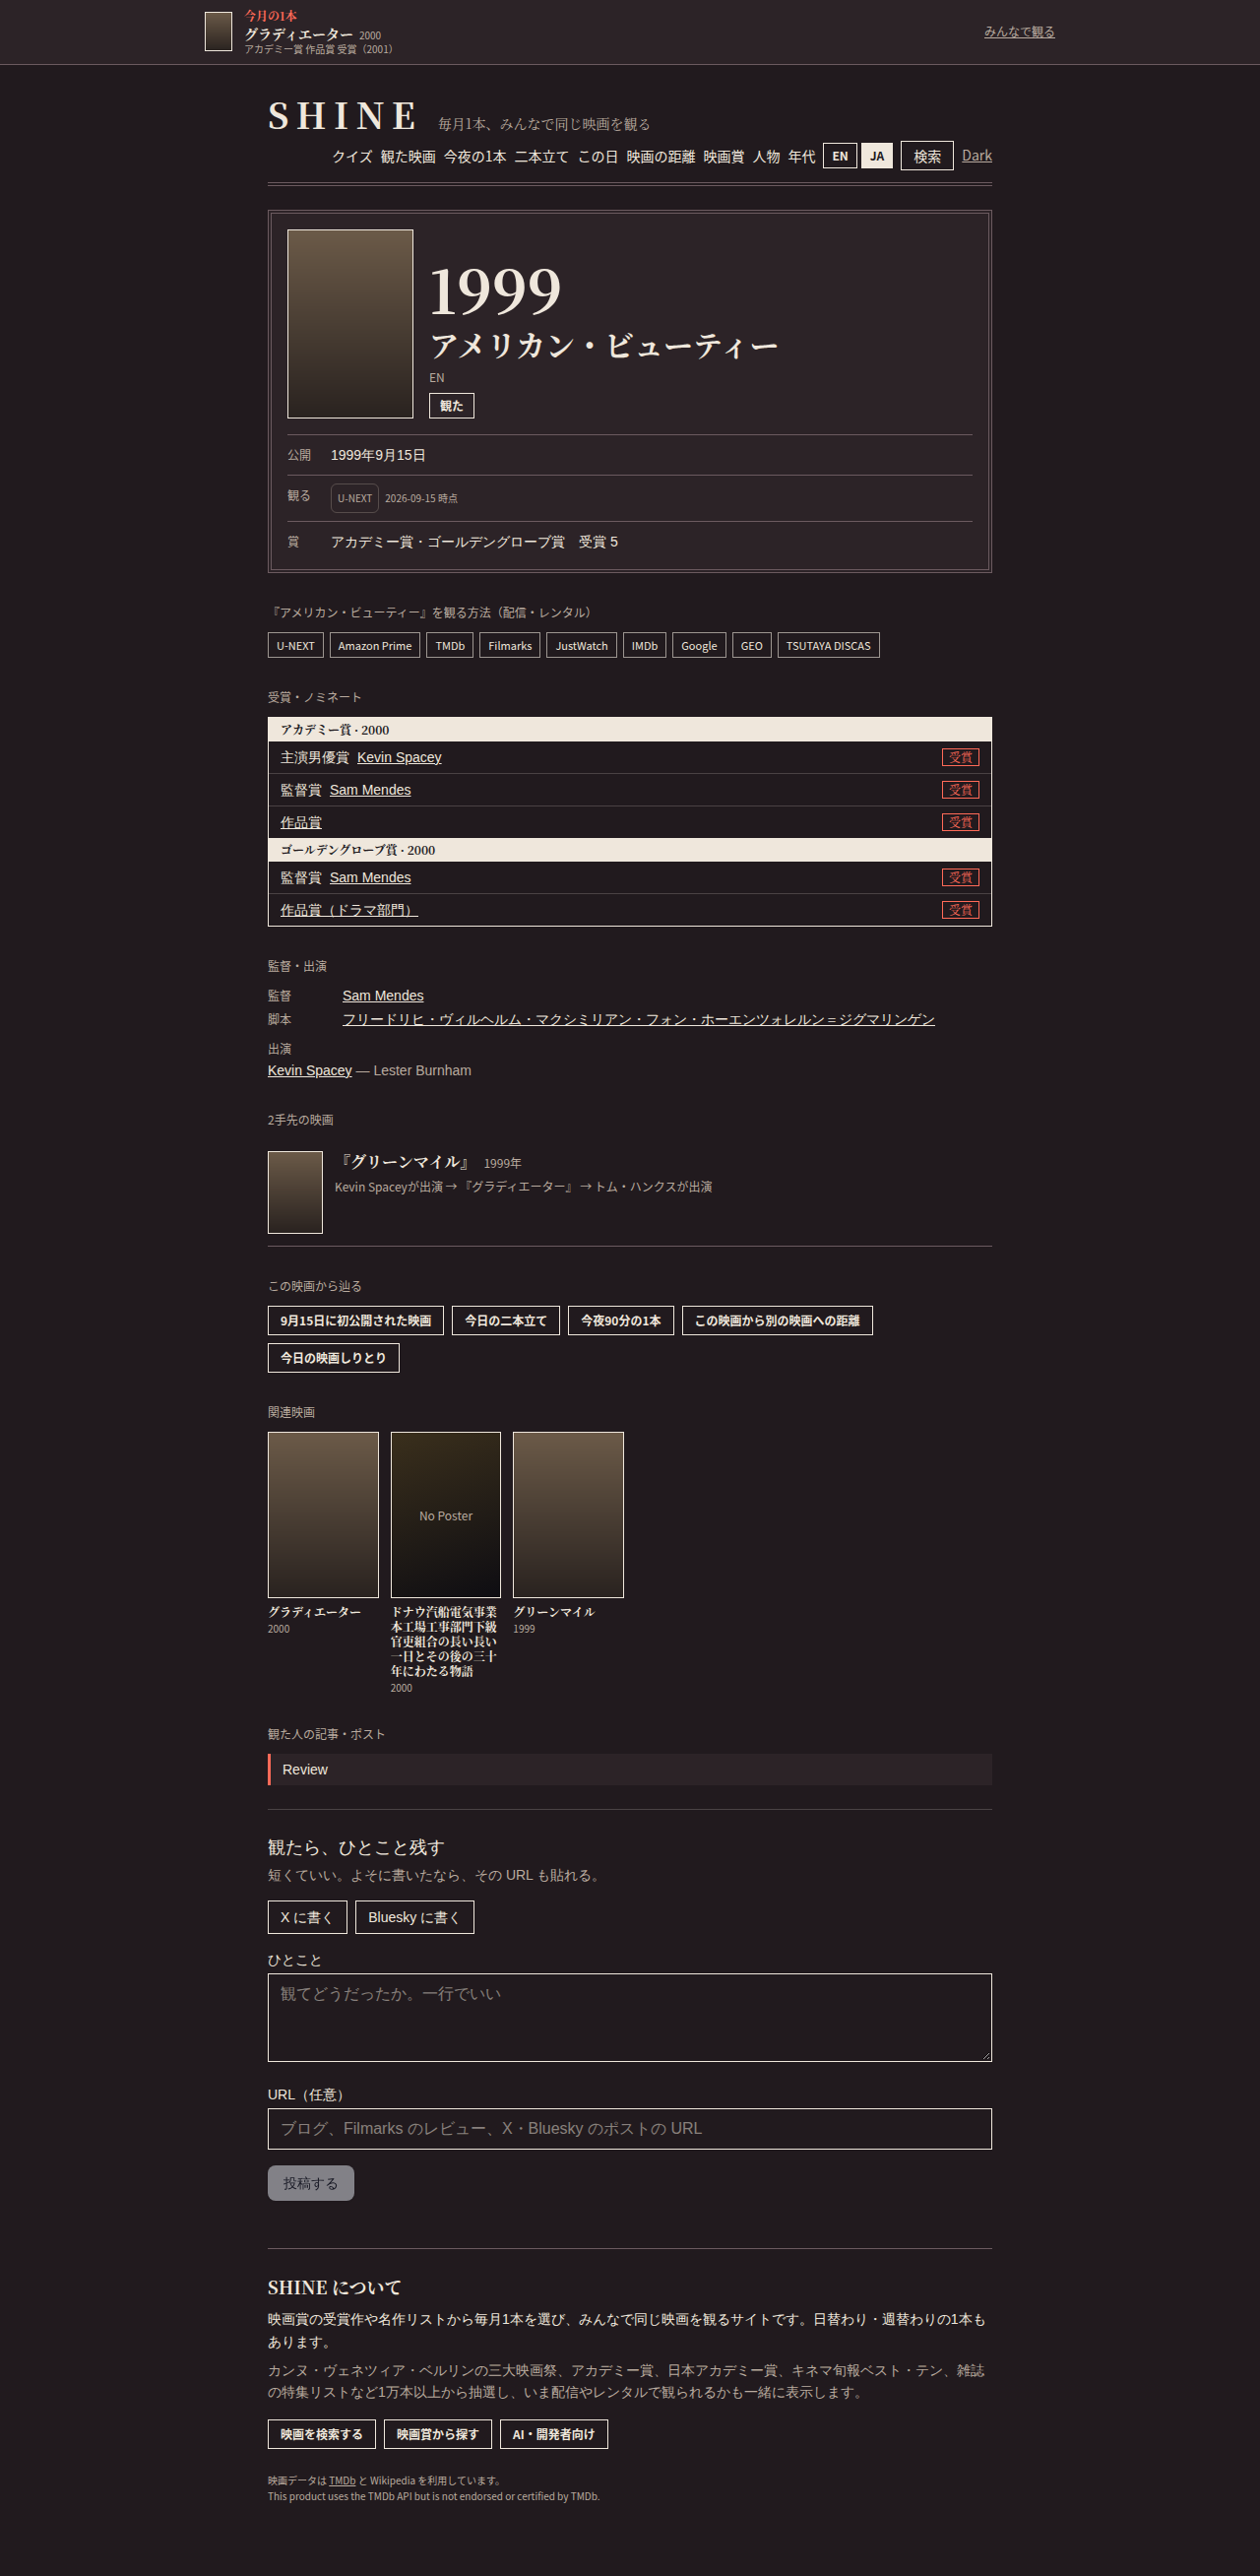 今月の1本
グラディエーター 2000
アカデミー賞 作品賞 受賞（2001）
みんなで観る
SHINE 毎月1本、みんなで同じ映画を観る
クイズ 観た映画 今夜の1本 二本立て この日 映画の距離 映画賞 人物 年代 EN JA 検索 Dark
1999
アメリカン・ビューティー
EN
観た
公開 1999年9月15日
観る U-NEXT 2026-09-15 時点
賞 アカデミー賞・ゴールデングローブ賞 受賞 5
『アメリカン・ビューティー』を観る方法（配信・レンタル）
U-NEXT Amazon Prime TMDb Filmarks JustWatch IMDb Google GEO TSUTAYA DISCAS
受賞・ノミネート
アカデミー賞 · 2000
主演男優賞 Kevin Spacey 受賞
監督賞 Sam Mendes 受賞
作品賞 受賞
ゴールデングローブ賞 · 2000
監督賞 Sam Mendes 受賞
作品賞（ドラマ部門） 受賞
監督・出演
監督 Sam Mendes
脚本 フリードリヒ・ヴィルヘルム・マクシミリアン・フォン・ホーエンツォレルン＝ジグマリンゲン
出演
Kevin Spacey — Lester Burnham
2手先の映画
『グリーンマイル』 1999年
Kevin Spaceyが出演 → 『グラディエーター』 → トム・ハンクスが出演
この映画から辿る
9月15日に初公開された映画 今日の二本立て 今夜90分の1本 この映画から別の映画への距離
今日の映画しりとり
関連映画
No Poster
グラディエーター
2000
ドナウ汽船電気事業
本工場工事部門下級
官吏組合の長い長い
一日とその後の三十
年にわたる物語
2000
グリーンマイル
1999
観た人の記事・ポスト
Review
観たら、ひとこと残す
短くていい。よそに書いたなら、その URL も貼れる。
X に書く Bluesky に書く
ひとこと
観てどうだったか。一行でいい
URL（任意）
ブログ、Filmarks のレビュー、X・Bluesky のポストの URL
投稿する
SHINE について
映画賞の受賞作や名作リストから毎月1本を選び、みんなで同じ映画を観るサイトです。日替わり・週替わりの1本も
あります。
カンヌ・ヴェネツィア・ベルリンの三大映画祭、アカデミー賞、日本アカデミー賞、キネマ旬報ベスト・テン、雑誌
の特集リストなど1万本以上から抽選し、いま配信やレンタルで観られるかも一緒に表示します。
映画を検索する 映画賞から探す AI・開発者向け
映画データは TMDb と Wikipedia を利用しています。
This product uses the TMDb API but is not endorsed or certified by TMDb.